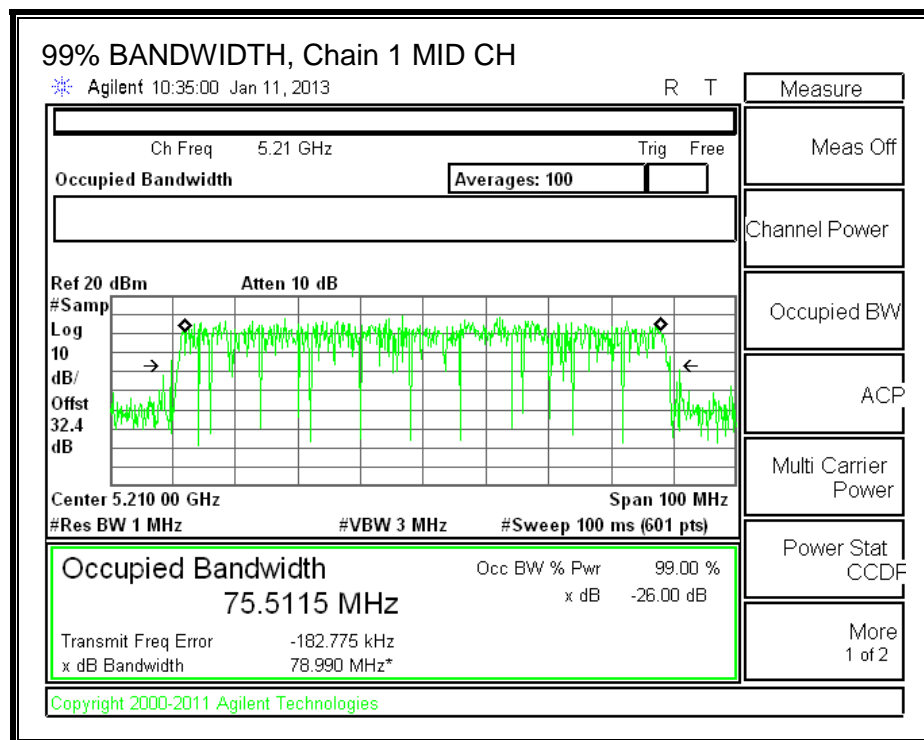 99% BANDWIDTH, Chain 1 MID CH
Agilent 10:35:00 Jan 11, 2013 R T
Measure
Ch Freq 5.21 GHz Trig Free
Meas Off
Occupied Bandwidth Averages: 100
Channel Power
Ref 20 dBm Atten 10 dB
#Samp
Log
10
dB/
Offst
32.4
dB
Occupied BW
ACP
Multi Carrier
Power
Center 5.210 00 GHz Span 100 MHz
#Res BW 1 MHz #VBW 3 MHz #Sweep 100 ms (601 pts)
Occupied Bandwidth Occ BW % Pwr 99.00 %
75.5115 MHz x dB -26.00 dB
Transmit Freq Error -182.775 kHz
x dB Bandwidth 78.990 MHz*
Power Stat
CCDF
More
1 of 2
Copyright 2000-2011 Agilent Technologies